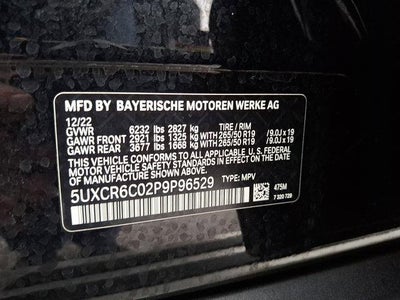 MFD BY BAYERISCHE MOTOREN WERKE AG
12/22
GVWR 6232 lbs 2827 kg TIRE / RIM
GAWR FRONT 2921 lbs 1325 kg WITH 265/50 R19 /9.0J x 19
GAWR REAR 3677 lbs 1668 kg WITH 265/50 R19 /9.0J x 19
THIS VEHICLE CONFORMS TO ALL APPLICABLE FEDERAL
MOTOR VEHICLE SAFETY STANDARDS IN EFFECT ON THE
DATE OF MANUFACTURE SHOWN ABOVE.
5UXCR6C02P9P96529 TYPE: MPV
475M
7 320 729